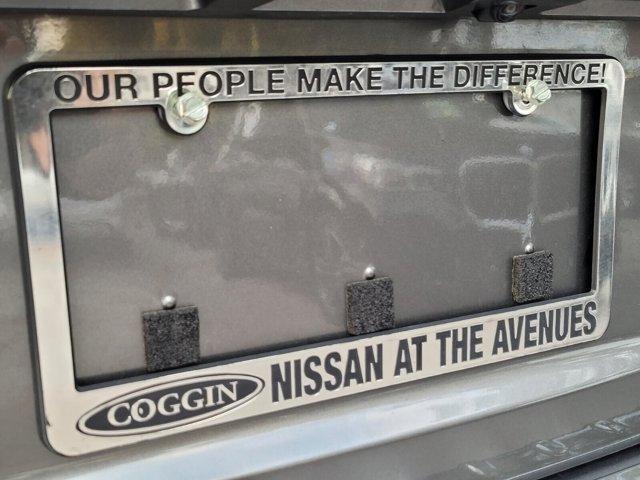 OUR PEOPLE MAKE THE DIFFERENCE!
COGGIN NISSAN AT THE AVENUES